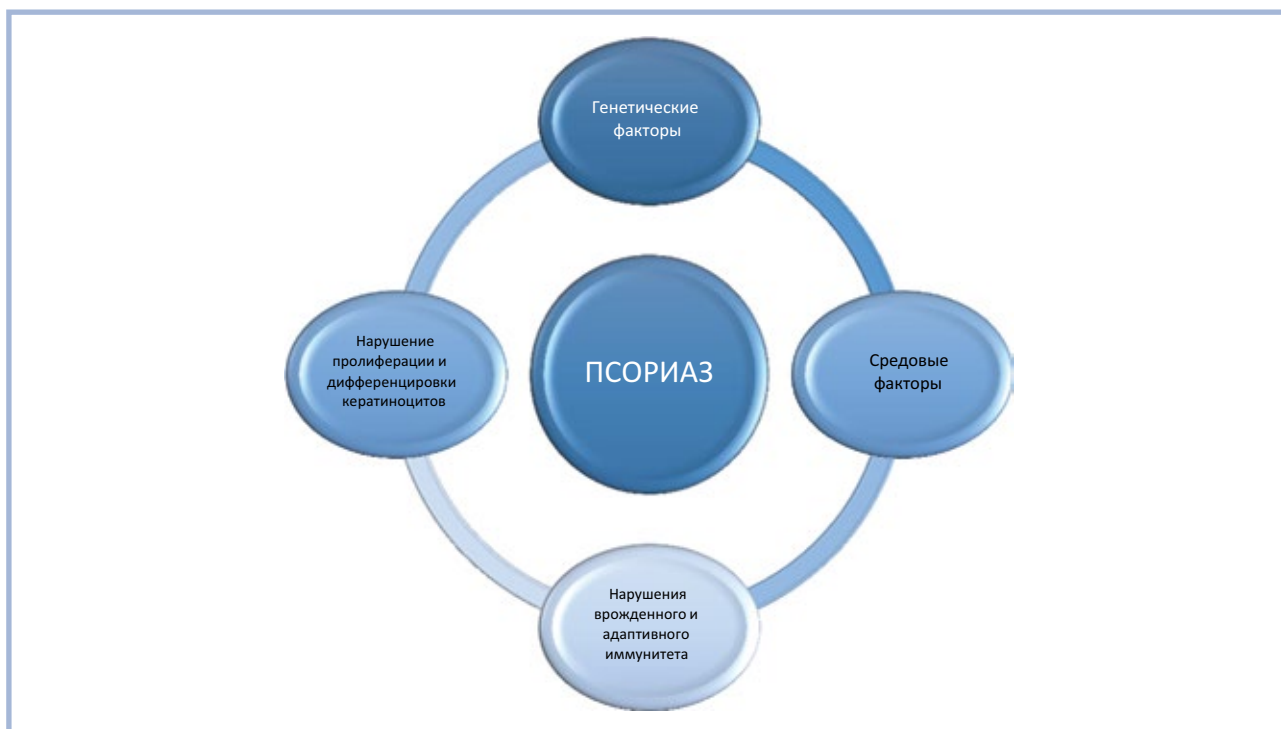 Генетические
факторы
Нарушение
пролиферации и
дифференцировки
кератиноцитов
ПСОРИАЗ
Средовые
факторы
Нарушения
врожденного и
адаптивного
иммунитета